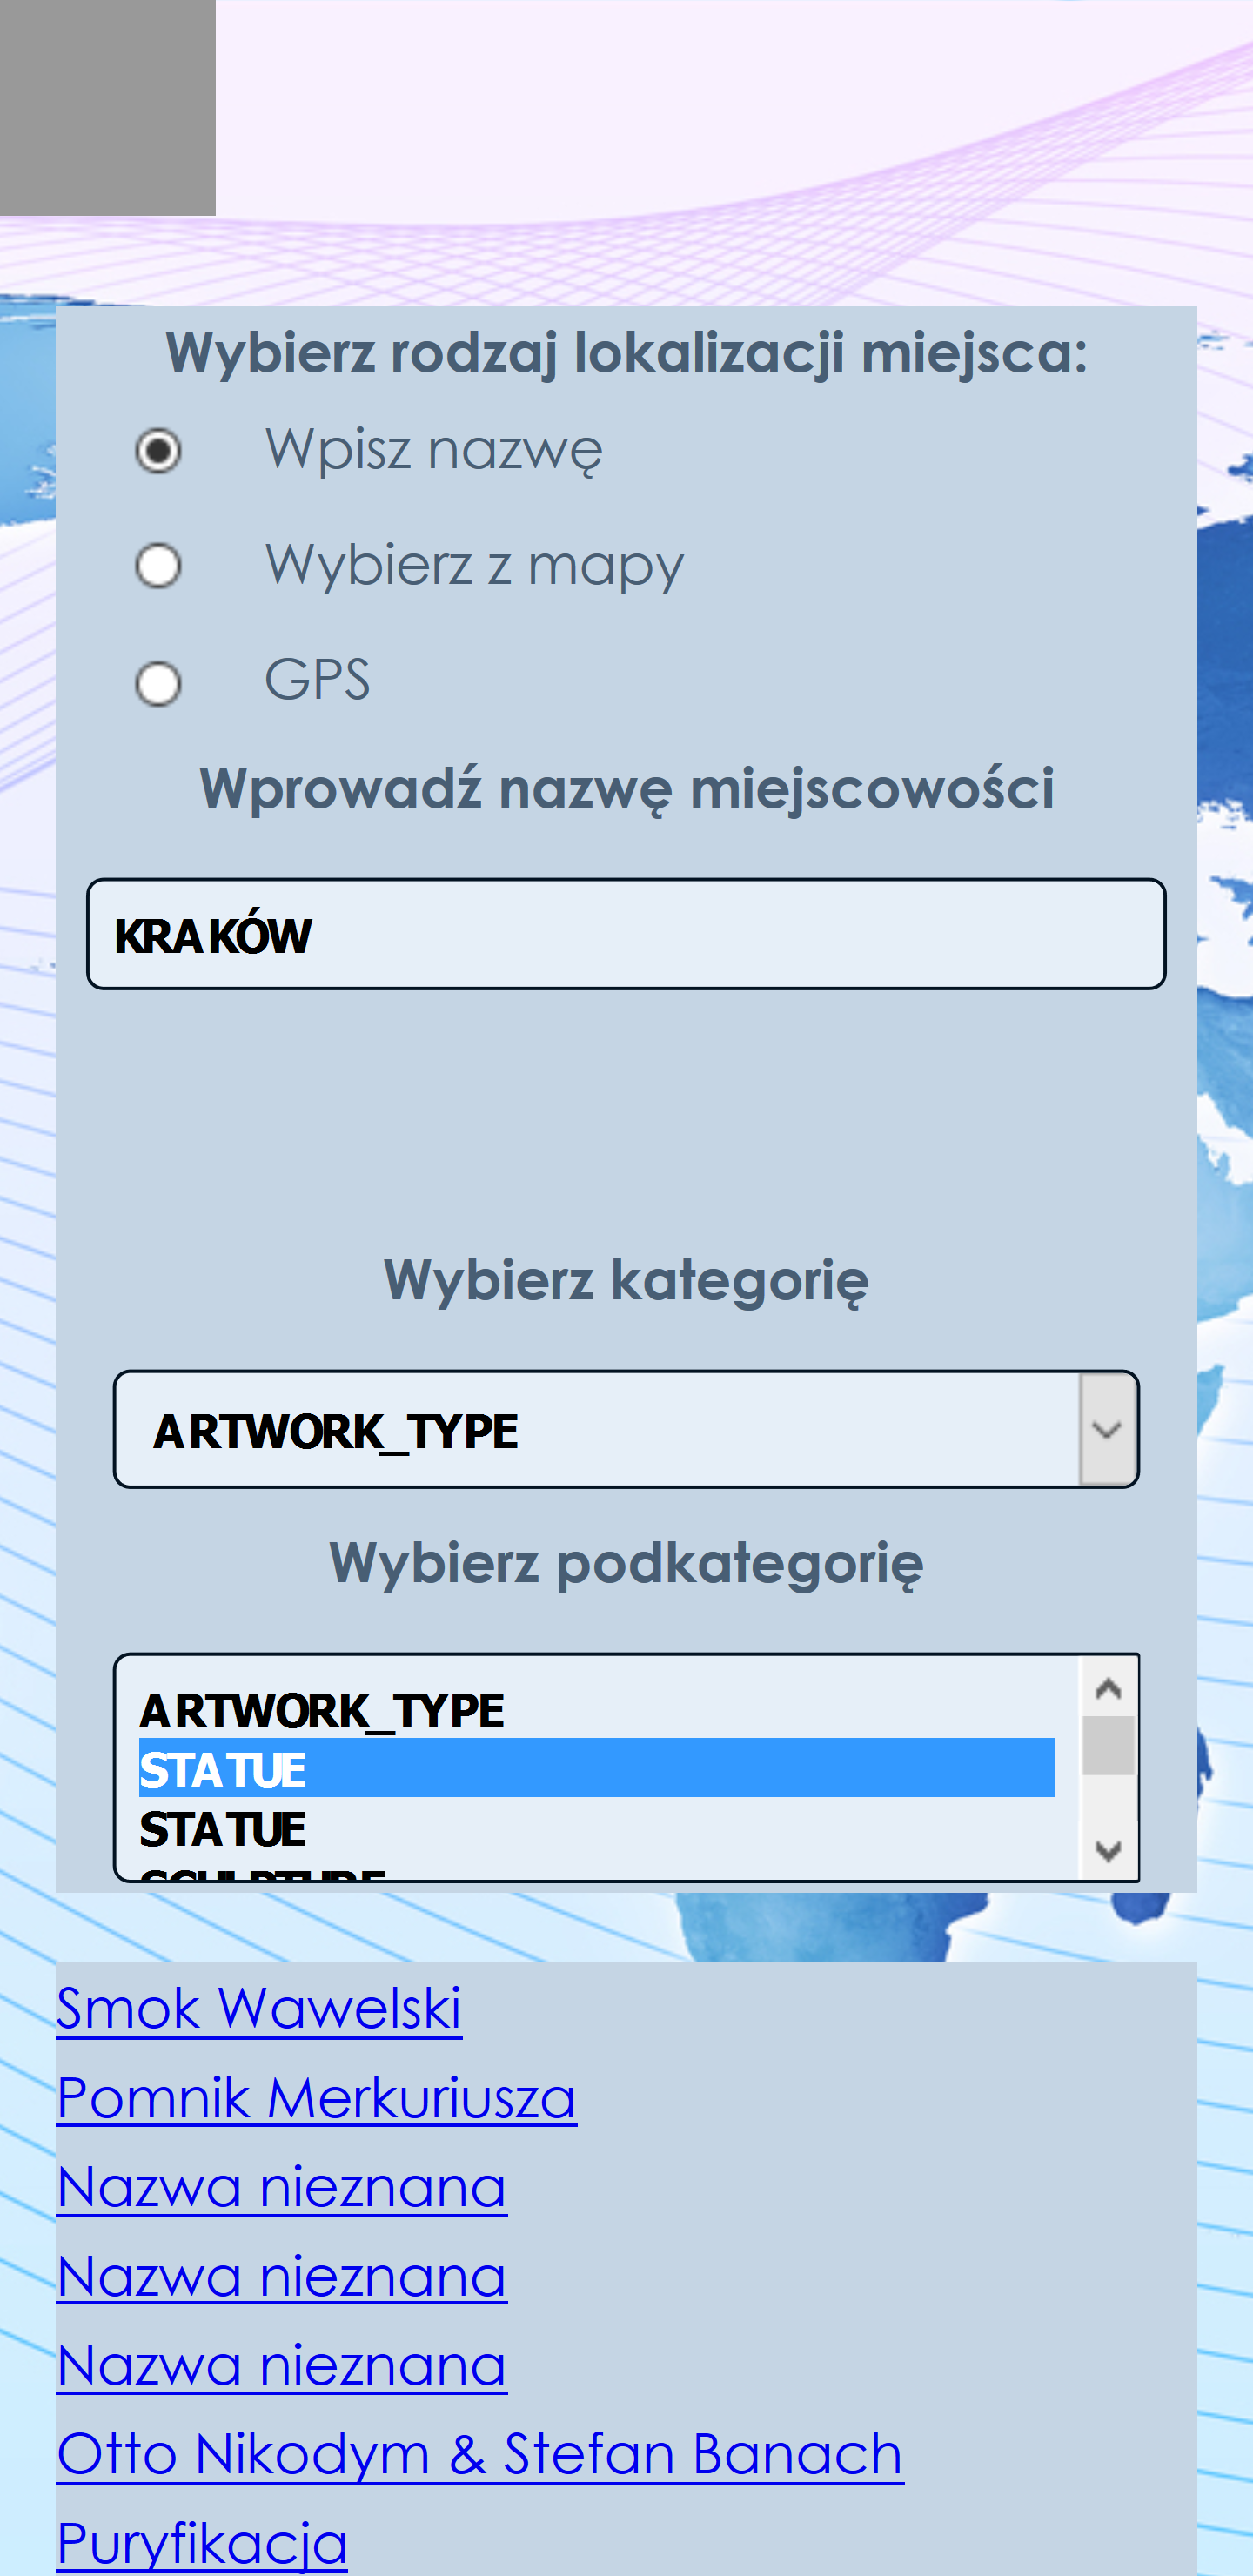 Wybierz rodzaj lokalizacji miejsca:
Wpisz nazwę
Wybierz z mapy
GPS
Wprowadź nazwę miejscowości
KRAKÓW
Wybierz kategorię
ARTWORK_TYPE
Wybierz podkategorię
ARTWORK_TYPE
STATUE
STATUE
SCULPTURE
Smok Wawelski
Pomnik Merkuriusza
Nazwa nieznana
Nazwa nieznana
Nazwa nieznana
Otto Nikodym & Stefan Banach
Puryfikacja